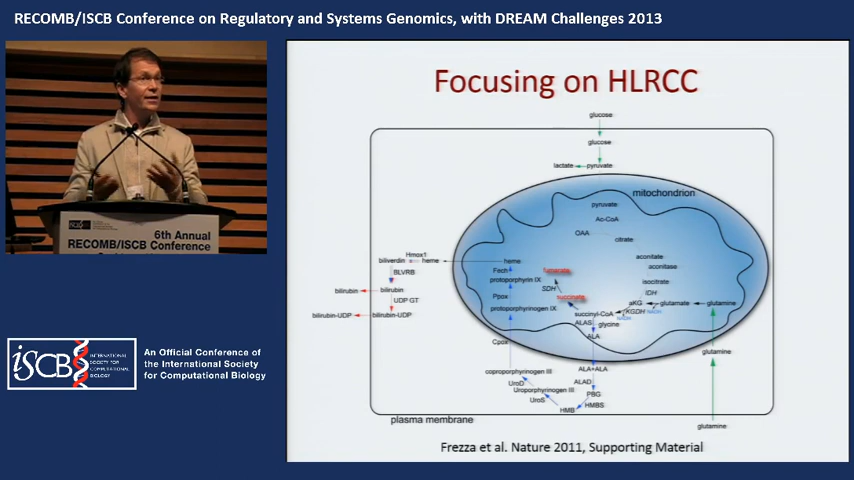 RECOMB/ISCB Conference on Regulatory and Systems Genomics, with DREAM Challenges 2013
6th Annual
RECOMB/ISCB Conference
iSCB
INTERNATIONAL
SOCIETY FOR
COMPUTATIONAL
BIOLOGY
An Official Conference of
the International Society
for Computational Biology
Focusing on HLRCC
glucose
glucose
lactate
pyruvate
mitochondrion
pyruvate
Ac-CoA
OAA
citrate
aconitate
aconitase
isocitrate
IDH
aKG
glutamate
glutamine
KGDH
NADH
NADH
fumarate
SDH
succinate
succinyl-CoA
ALAS
glycine
ALA
heme
Fech
protoporphyrin IX
Ppox
protoporphyrinogen IX
Cpox
Hmox1
biliverdin
heme
BLVRB
bilirubin
bilirubin
UDP GT
bilirubin-UDP
bilirubin-UDP
glutamine
coproporphyrinogen III
UroD
Uroporphyrinogen III
UroS
HMB
ALA+ALA
ALAD
PBG
HMBS
glutamine
plasma membrane
Frezza et al. Nature 2011, Supporting Material